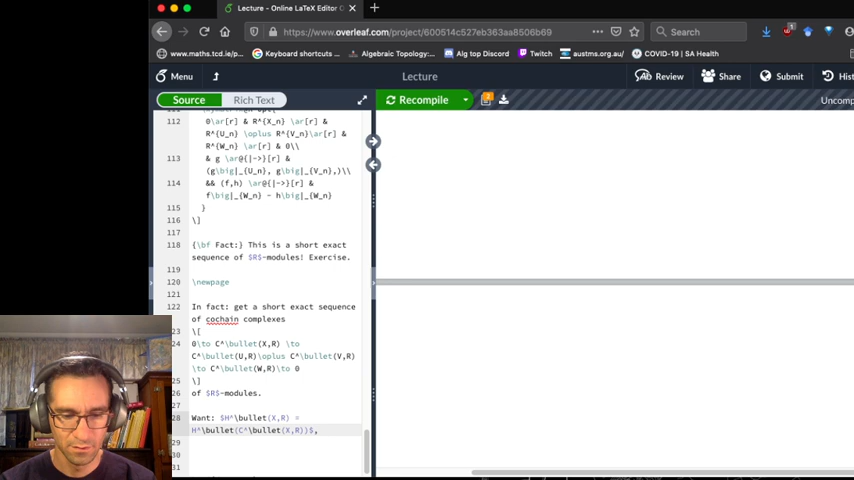 Lecture - Online LaTeX Editor O
https://www.overleaf.com/project/600514c527eb363aa8506b69
Search
www.maths.tcd.ie/p
Keyboard shortcuts ...
Algebraic Topology:...
Alg top Discord
Twitch
austms.org.au/
COVID-19 | SA Health
Menu
Lecture
Review
Share
Submit
Hist
Source
Rich Text
Recompile
Uncomp
112 0\ar[r] & R^{X_n} \ar[r] &
R^{U_n} \oplus R^{V_n}\ar[r] &
R^{W_n} \ar[r] & 0\\
113 & g \ar@{|->}[r] &
(g\big|_{U_n}, g\big|_{V_n},)\\
114 && (f,h) \ar@{|->}[r] &
f\big|_{W_n} - h\big|_{W_n}
115 }
116 \]
117
118 {\bf Fact:} This is a short exact
sequence of $R$-modules! Exercise.
119
120 \newpage
121
122 In fact: get a short exact sequence
of cochain complexes
23 \[
24 0\to C^\bullet(X,R) \to
C^\bullet(U,R)\oplus C^\bullet(V,R)
\to C^\bullet(W,R)\to 0
25 \]
26 of $R$-modules.
27
28 Want: $H^\bullet(X,R) =
H^\bullet(C^\bullet(X,R))$,
29
30
31